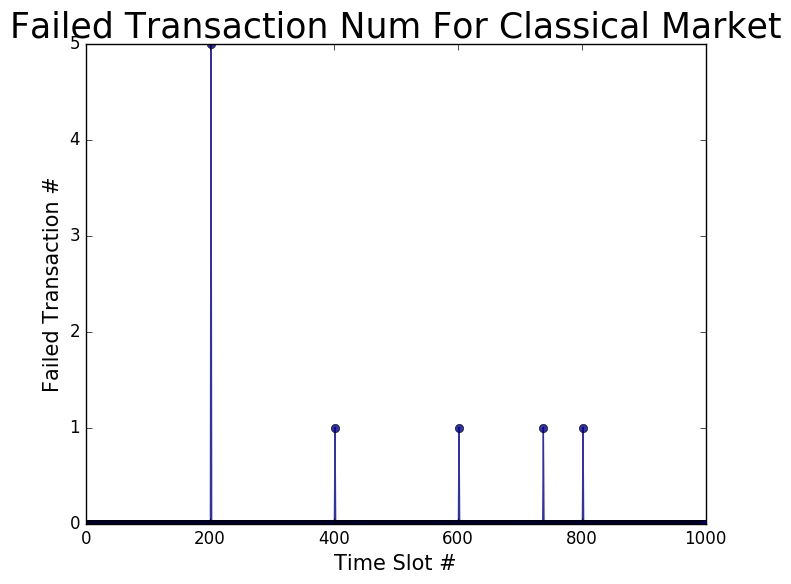 Failed Transaction Num For Classical Market
5
4
3
2
1
0
Failed Transaction #
0 200 400 600 800 1000
Time Slot #